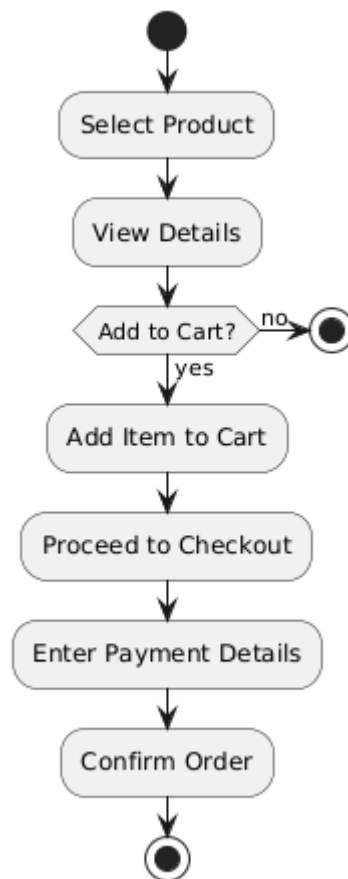 Select Product
View Details
Add to Cart?
no
yes
Add Item to Cart
Proceed to Checkout
Enter Payment Details
Confirm Order